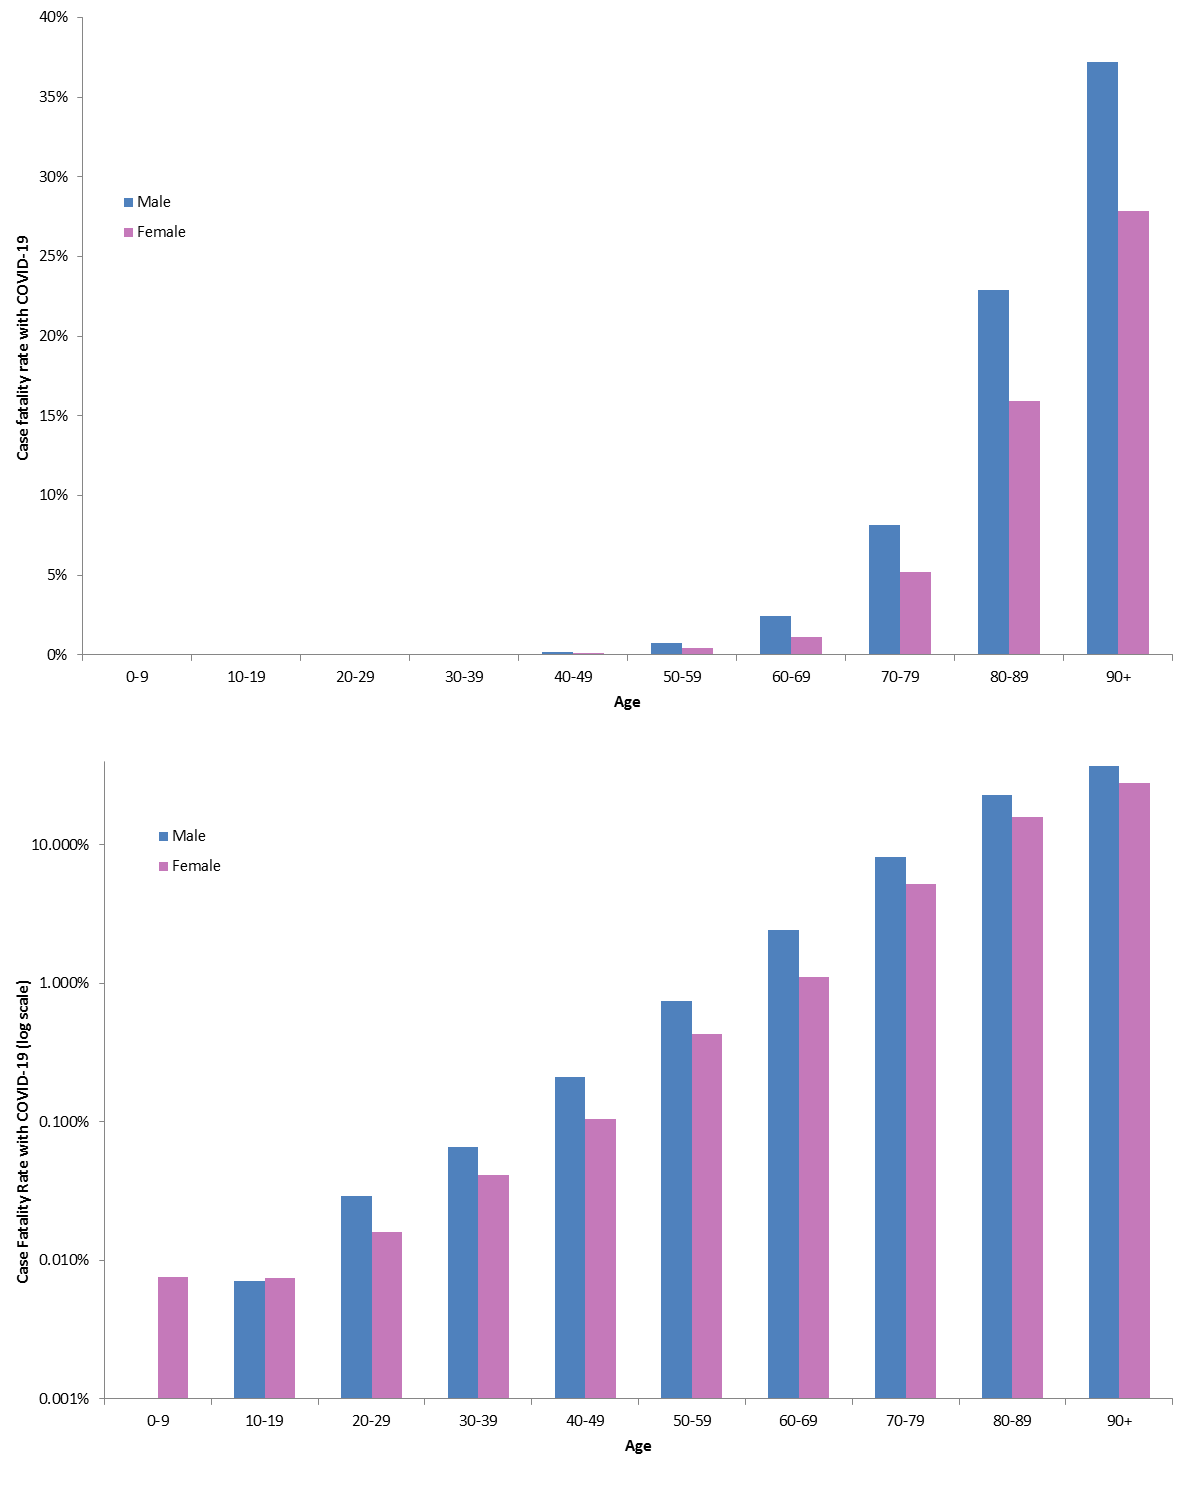 40%
35%
30%
25%
20%
15%
10%
5%
0%
Case fatality rate with COVID-19
Male
Female
0-9 10-19 20-29 30-39 40-49 50-59 60-69 70-79 80-89 90+
Age
10.000%
1.000%
0.100%
0.010%
0.001%
Case Fatality Rate with COVID-19 (log scale)
Male
Female
0-9 10-19 20-29 30-39 40-49 50-59 60-69 70-79 80-89 90+
Age